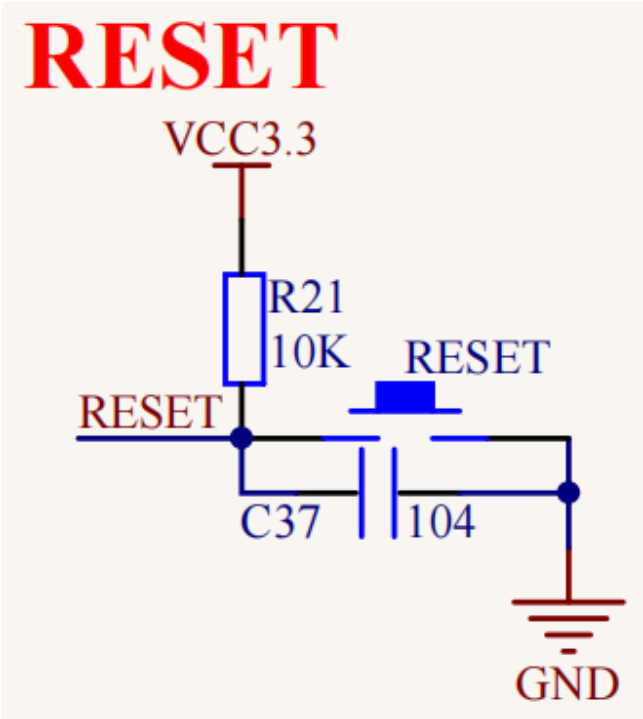 RESET
VCC3.3
R21
10K
RESET
RESET
C37
104
GND